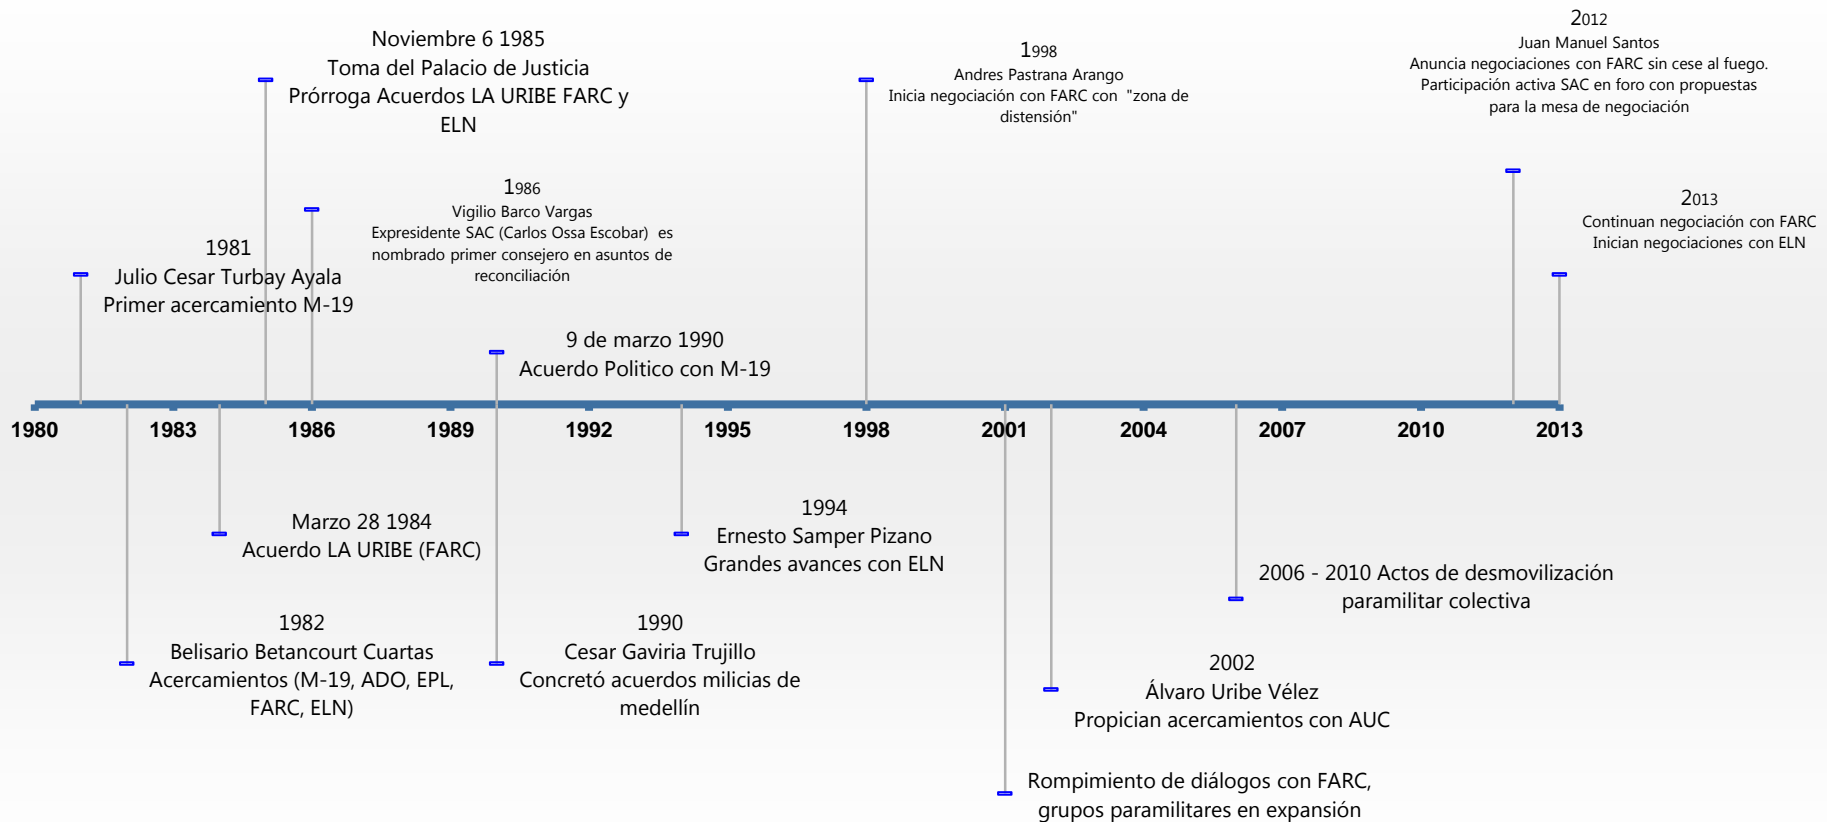 Noviembre 6 1985
Toma del Palacio de Justicia
Prórroga Acuerdos LA URIBE FARC y
ELN
1998
Andres Pastrana Arango
Inicia negociación con FARC con "zona de
distensión"
2012
Juan Manuel Santos
Anuncia negociaciones con FARC sin cese al fuego.
Participación activa SAC en foro con propuestas
para la mesa de negociación
1986
Vigilio Barco Vargas
Expresidente SAC (Carlos Ossa Escobar) es
nombrado primer consejero en asuntos de
reconciliación
2013
Continuan negociación con FARC
Inician negociaciones con ELN
1981
Julio Cesar Turbay Ayala
Primer acercamiento M-19
9 de marzo 1990
Acuerdo Politico con M-19
1980 1983 1986 1989 1992 1995 1998 2001 2004 2007 2010 2013
Marzo 28 1984
Acuerdo LA URIBE (FARC)
1994
Ernesto Samper Pizano
Grandes avances con ELN
2006 - 2010 Actos de desmovilización
paramilitar colectiva
1982
Belisario Betancourt Cuartas
Acercamientos (M-19, ADO, EPL,
FARC, ELN)
1990
Cesar Gaviria Trujillo
Concretó acuerdos milicias de
medellín
2002
Álvaro Uribe Vélez
Propician acercamientos con AUC
Rompimiento de diálogos con FARC,
grupos paramilitares en expansión